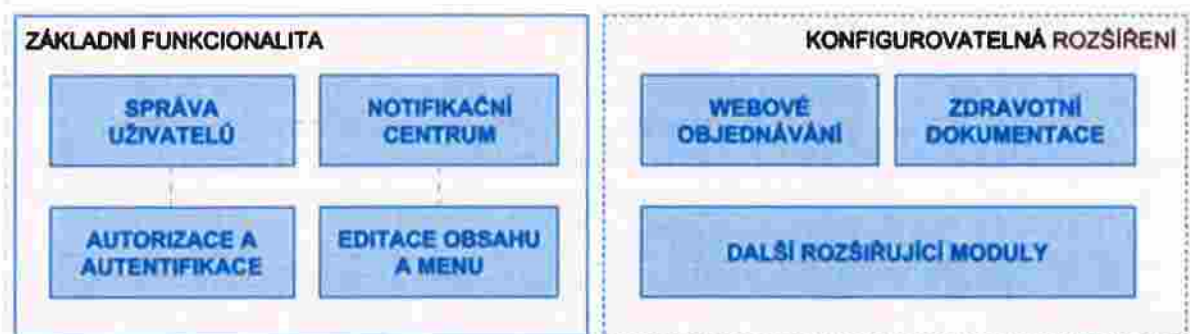 ZÁKLADNÍ FUNKCIONALITA
SPRÁVA
UŽIVATELŮ
NOTIFIKAČNÍ
CENTRUM
AUTORIZACE A
AUTENTIFIKACE
EDITACE OBSAHU
A MENU
KONFIGUROVATELNÁ ROZŠÍŘENÍ
WEBOVÉ
OBJEDNÁVÁNÍ
ZDRAVOTNÍ
DOKUMENTACE
DALŠÍ ROZŠIŘUJÍCÍ MODULY